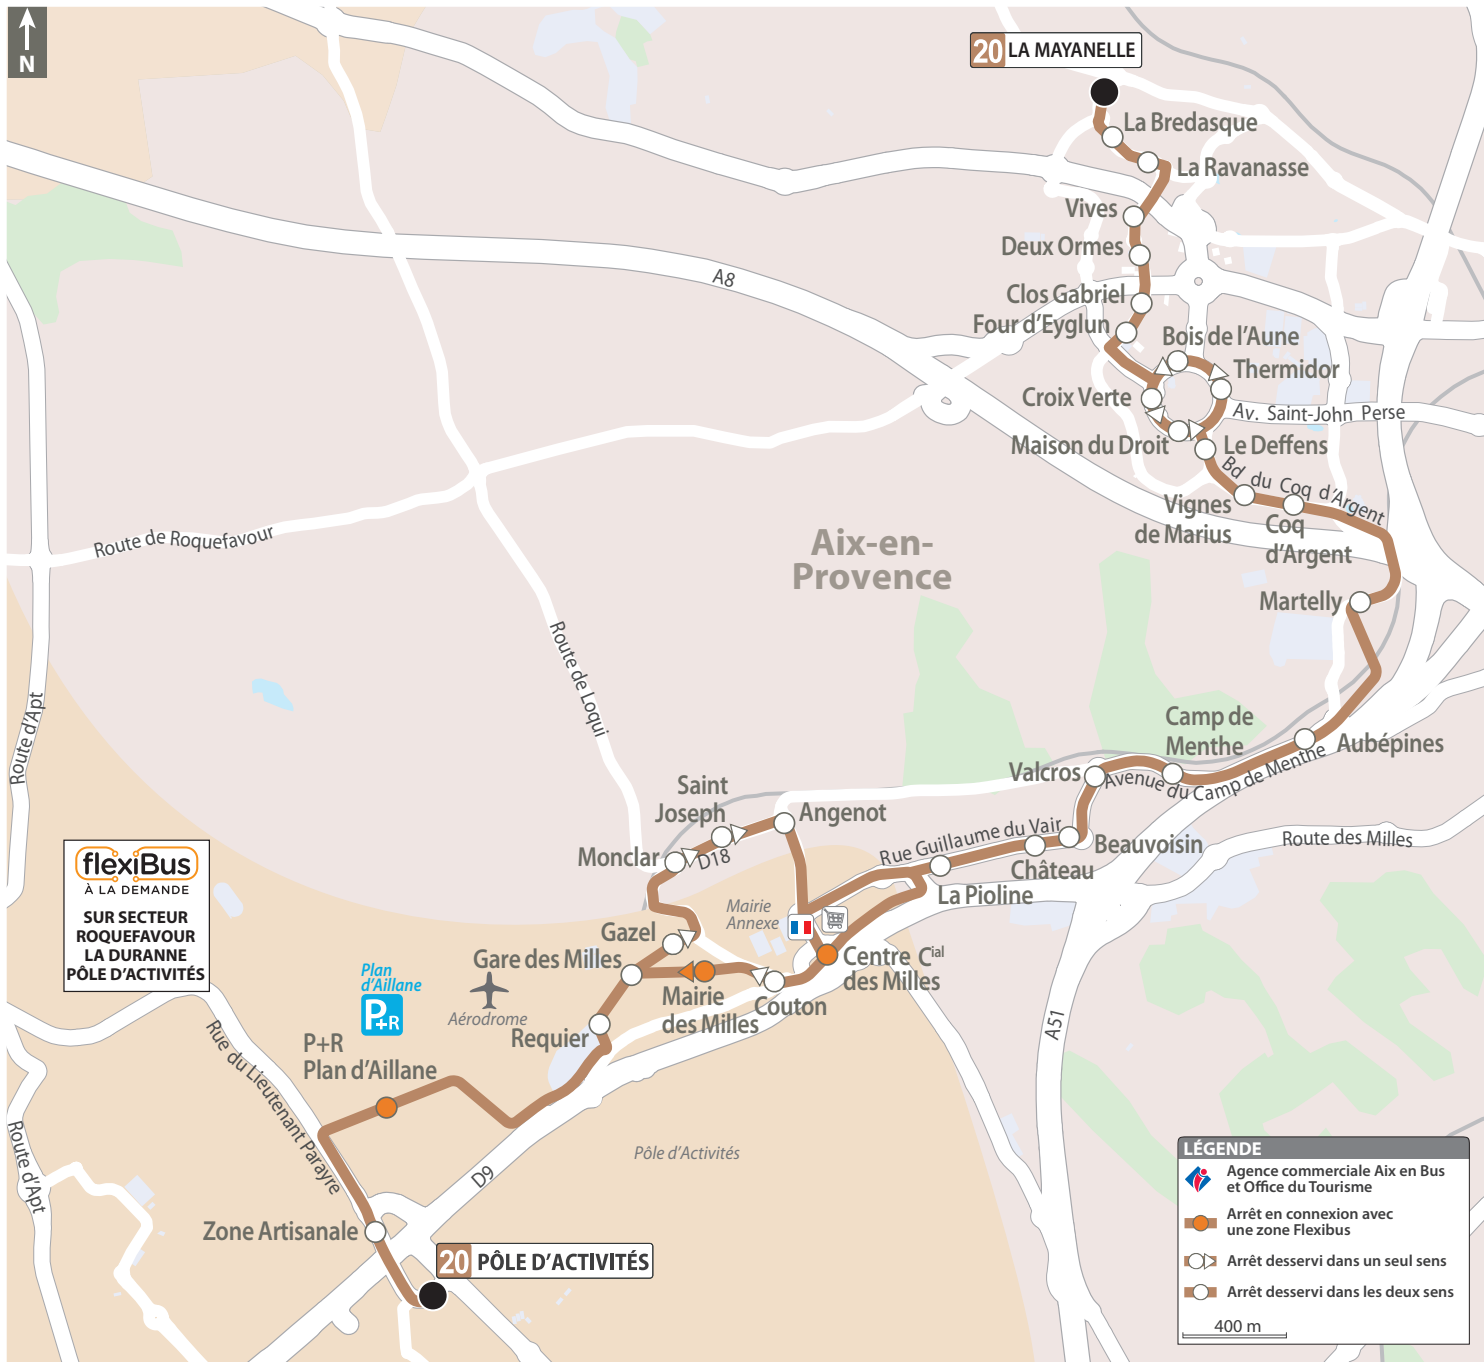 N
20 LA MAYANELLE
La Bredasque
La Ravanasse
Vives
Deux Ormes
Clos Gabriel
Four d'Eyglun
Bois de l'Aune
Thermidor
Croix Verte
Av. Saint-John Perse
Maison du Droit
Le Deffens
Bd du Coq d'Argent
Vignes
de Marius
Coq
d'Argent
A8
Route de Roquefavour
Aix-en-
Provence
Martelly
Route de Loqui
Route d'Apt
Camp de
Menthe
Aubépines
Valcros
Avenue du Camp de Menthe
Saint
Joseph
Angenot
Monclar
D18
Rue Guillaume du Vair
Beauvoisin
Route des Milles
Château
La Pioline
flexiBus
À LA DEMANDE
SUR SECTEUR
ROQUEFAVOUR
LA DURANNE
PÔLE D'ACTIVITÉS
Mairie
Annexe
Gazel
Gare des Milles
Centre Cial
des Milles
Mairie
des Milles
Couton
Plan
d'Aillane
P+R
Aérodrome
Requier
A51
P+R
Plan d'Aillane
Rue du Lieutenant Parayre
Route d'Apt
Pôle d'Activités
D9
Zone Artisanale
20 PÔLE D'ACTIVITÉS
LÉGENDE
Agence commerciale Aix en Bus
et Office du Tourisme
Arrêt en connexion avec
une zone Flexibus
Arrêt desservi dans un seul sens
Arrêt desservi dans les deux sens
400 m